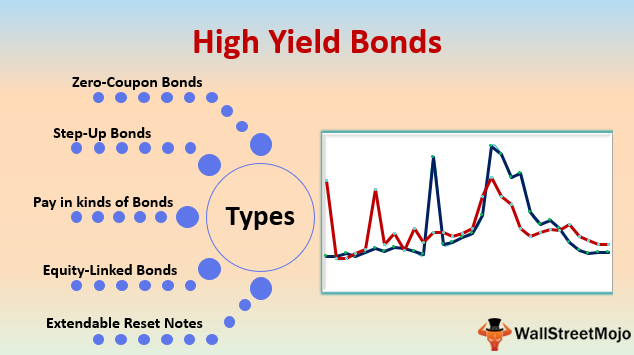 High Yield Bonds
Zero-Coupon Bonds
Step-Up Bonds
Pay in kinds of Bonds
Equity-Linked Bonds
Extendable Reset Notes
Types
WallStreetMojo